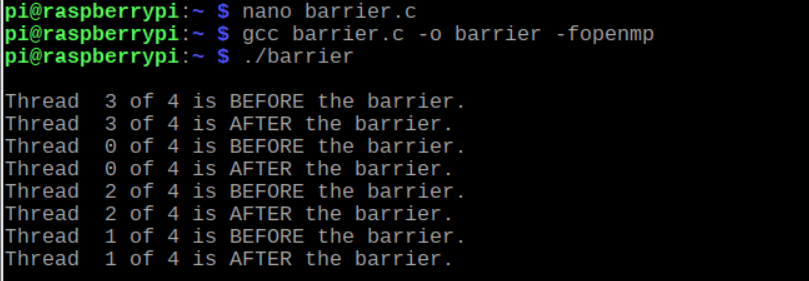 pi@raspberrypi:~ $ nano barrier.c
pi@raspberrypi:~ $ gcc barrier.c -o barrier -fopenmp
pi@raspberrypi:~ $ ./barrier
Thread  3 of 4 is BEFORE the barrier.
Thread  3 of 4 is AFTER the barrier.
Thread  0 of 4 is BEFORE the barrier.
Thread  0 of 4 is AFTER the barrier.
Thread  2 of 4 is BEFORE the barrier.
Thread  2 of 4 is AFTER the barrier.
Thread  1 of 4 is BEFORE the barrier.
Thread  1 of 4 is AFTER the barrier.